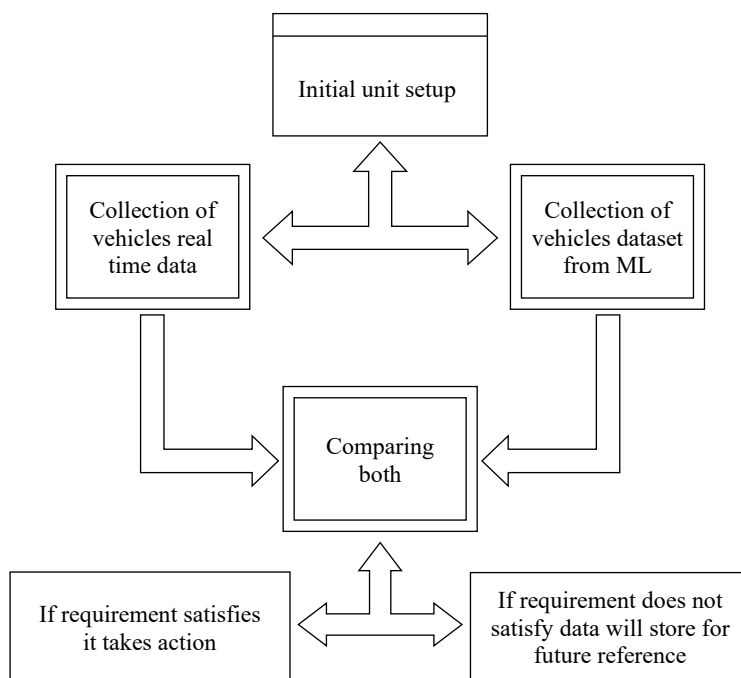 Initial unit setup
Collection of
vehicles real
time data
Collection of
vehicles dataset
from ML
Comparing
both
If requirement satisfies
it takes action
If requirement does not
satisfy data will store for
future reference